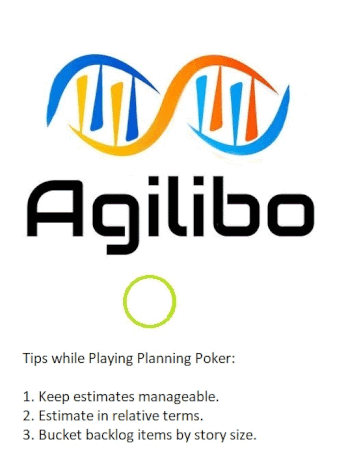 Agilibo
Tips while Playing Planning Poker:
1. Keep estimates manageable.
2. Estimate in relative terms.
3. Bucket backlog items by story size.